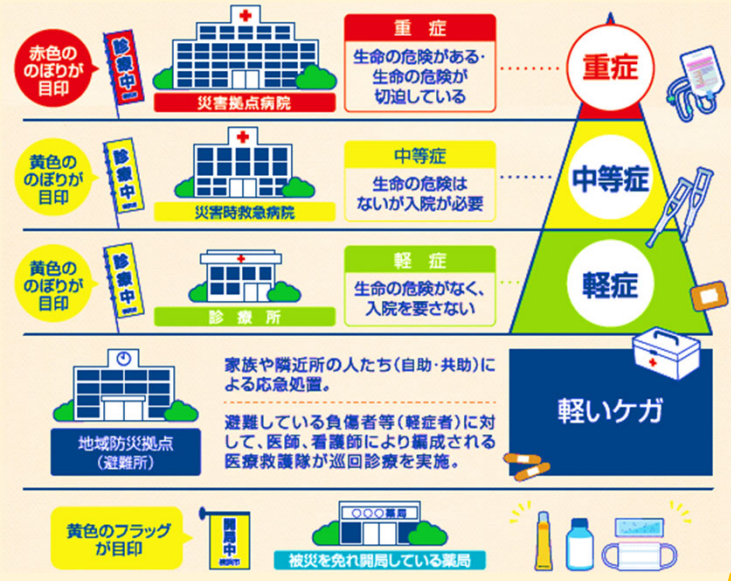 赤色の
のぼりが
目印
診療中
災害拠点病院
重症
生命の危険がある・
生命の危険が
切迫している
重症
黄色の
のぼりが
目印
診療中
災害時救急病院
中等症
生命の危険は
ないが入院が必要
中等症
黄色の
のぼりが
目印
診療中
診療所
軽症
生命の危険がなく、
入院を要さない
軽症
地域防災拠点
（避難所）
家族や隣近所の人たち（自助・共助）に
よる応急処置。
避難している負傷者等（軽症者）に対
して、医師、看護師により編成される
医療救護隊が巡回診療を実施。
軽いケガ
黄色のフラッグ
が目印
開局中
横浜市
〇〇〇薬局
被災を免れ開局している薬局